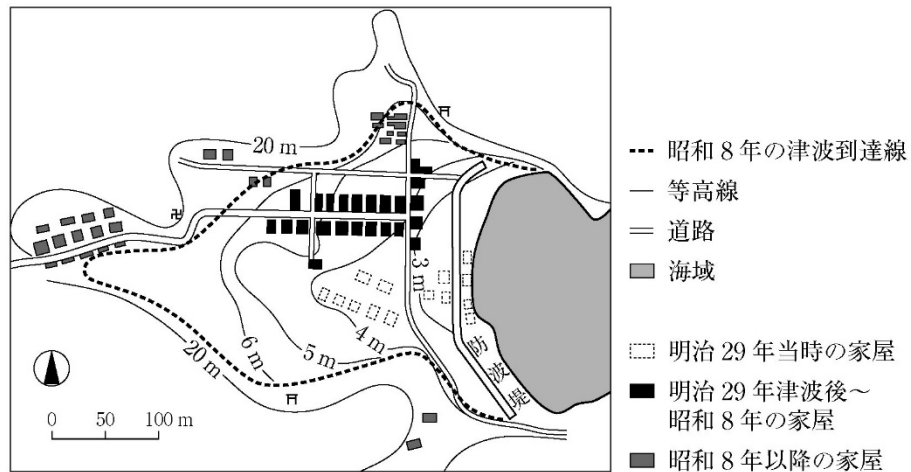 20 m
3 m
4 m
5 m
6 m
20 m
防波堤
0 50 100 m
昭和 8 年の津波到達線
等高線
道路
海域
明治 29 年当時の家屋
明治 29 年津波後～
昭和 8 年の家屋
昭和 8 年以降の家屋